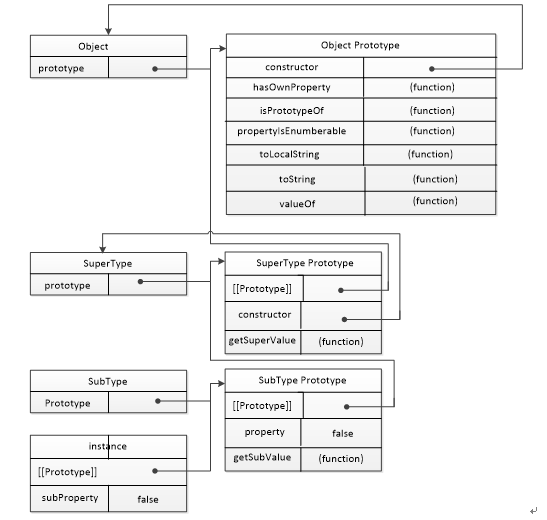 Object
prototype
Object Prototype
constructor
hasOwnProperty (function)
isPrototypeOf (function)
propertyIsEnumberable (function)
toLocalString (function)
toString (function)
valueOf (function)
SuperType
prototype
SuperType Prototype
[[Prototype]]
constructor
getSuperValue (function)
SubType
Prototype
SubType Prototype
[[Prototype]]
property false
getSubValue (function)
instance
[[Prototype]]
subProperty false